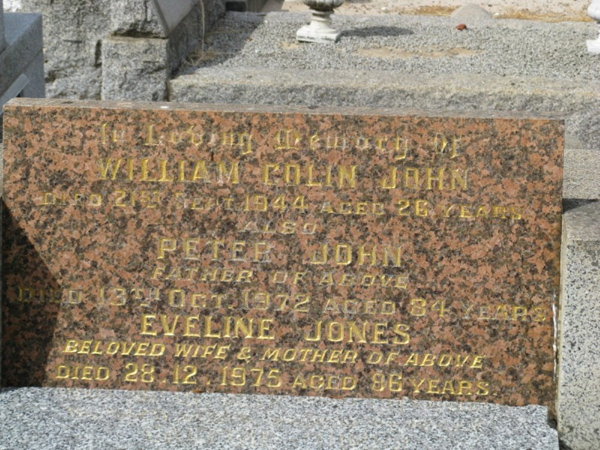 In Loving Memory of
WILLIAM COLIN JOHN
DIED 21ST SEPT. 1944 AGED 26 YEARS
ALSO
PETER JOHN
FATHER OF ABOVE
DIED 13TH OCT. 1972 AGED 84 YEARS
EVELINE JONES
BELOVED WIFE & MOTHER OF ABOVE
DIED 28.12.1975 AGED 86 YEARS.